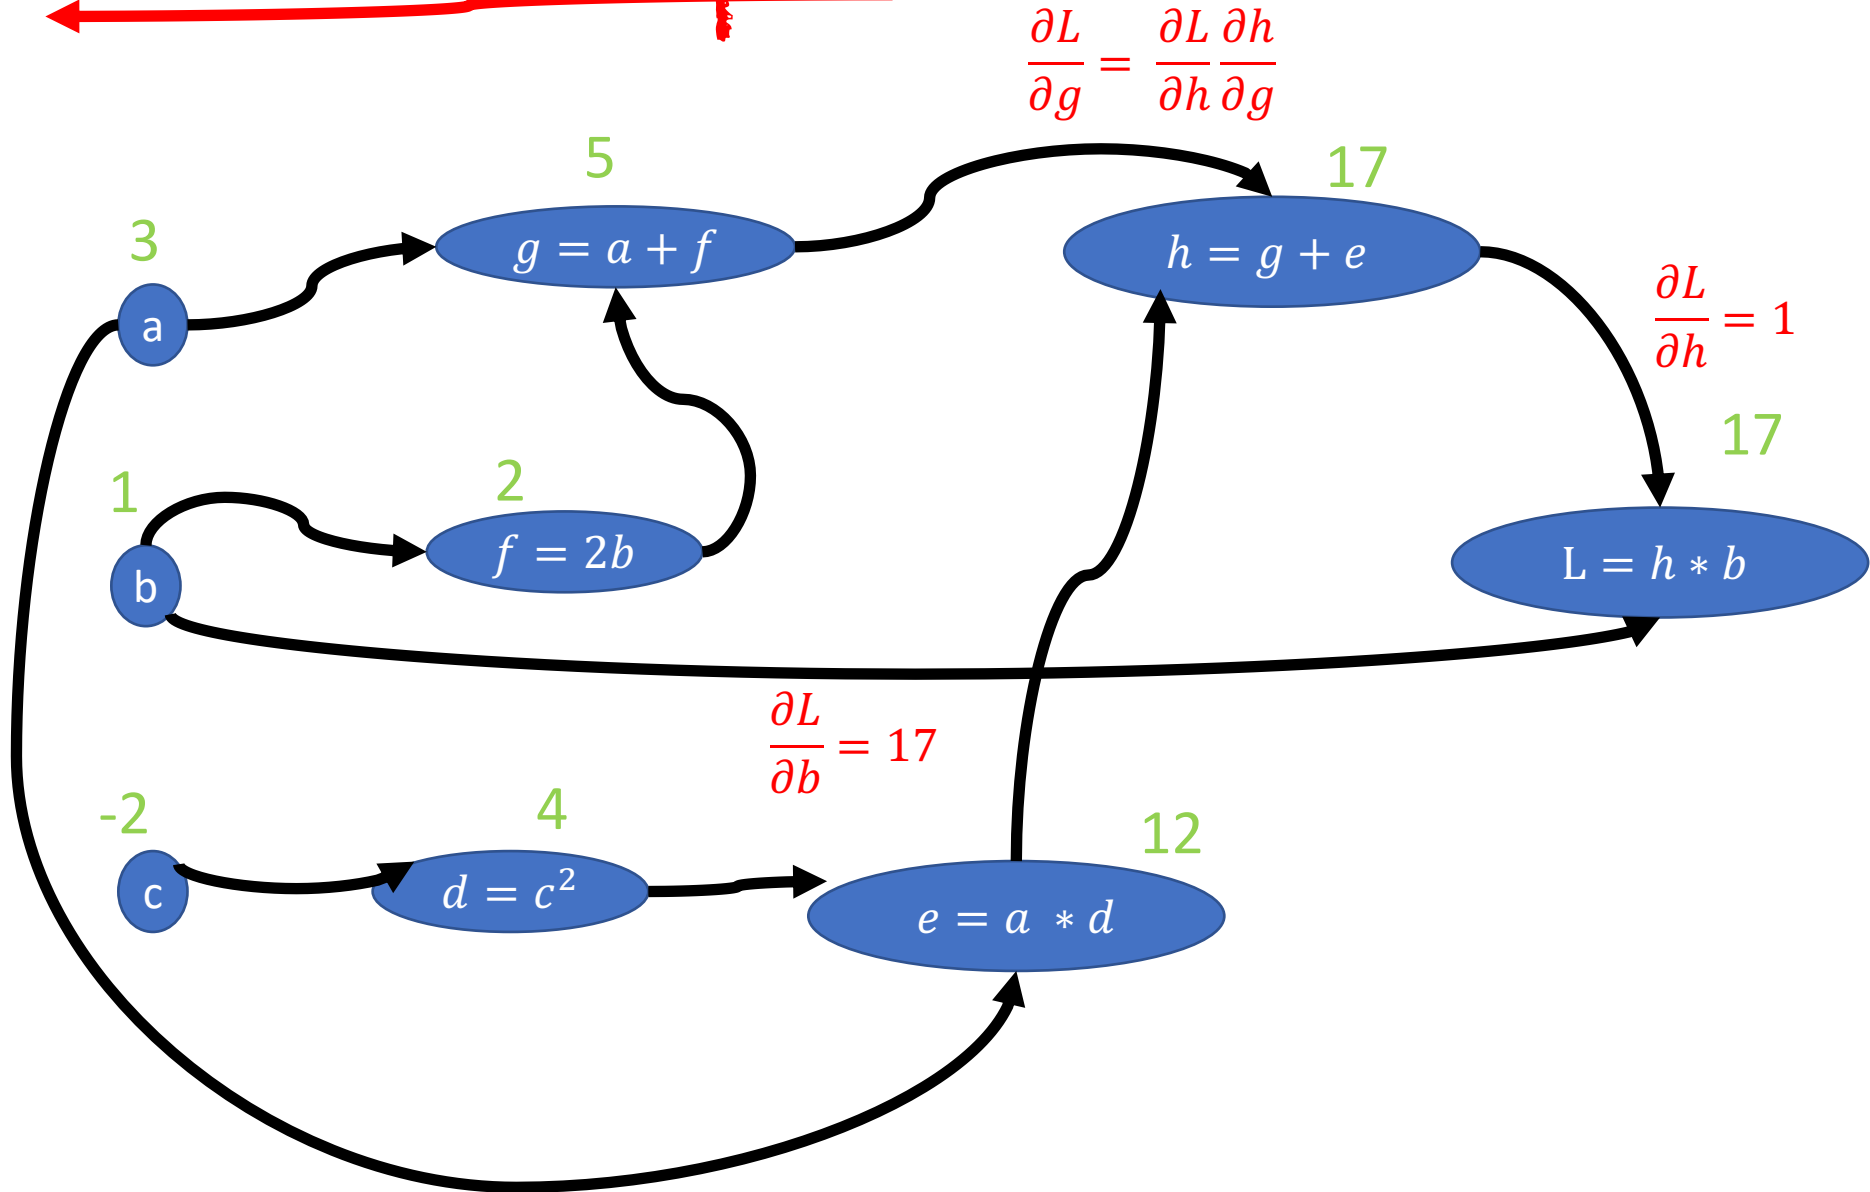 ∂L/∂g = ∂L/∂h ∂h/∂g
5
17
3
g = a + f
h = g + e
a
∂L/∂h = 1
17
1
2
f = 2b
L = h ∗ b
b
∂L/∂b = 17
-2
4
12
c
d = c²
e = a ∗ d